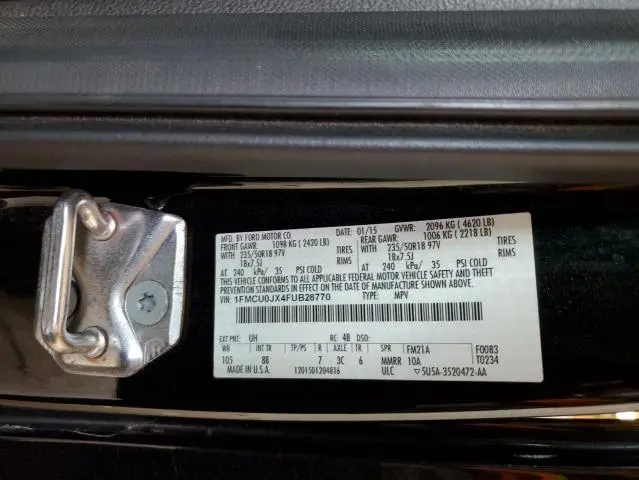 MFD. BY FORD MOTOR CO. DATE: 01/15 GVWR: 2096 KG ( 4620 LB)
FRONT GAWR: 1098 KG ( 2420 LB) REAR GAWR: 1006 KG ( 2218 LB)
WITH 235/50R18 97V TIRES WITH 235/50R18 97V TIRES
18x7.5J RIMS 18x7.5J RIMS
AT 240 kPa/ 35 PSI COLD AT 240 kPa/ 35 PSI COLD
THIS VEHICLE CONFORMS TO ALL APPLICABLE FEDERAL MOTOR VEHICLE SAFETY AND THEFT
PREVENTION STANDARDS IN EFFECT ON THE DATE OF MANUFACTURE SHOWN ABOVE.
VIN: 1FMCU0JX4FUB28770 TYPE: MPV
EXT PNT: UH RC: 48 DSO:
WB INT TR TP/PS R AXLE TR SPR FM21A F0083
105 8B 7 3C 6 MMRR 10A T0234
MADE IN U.S.A. 1201501204816 ULC ▽5U5A-3520472-AA